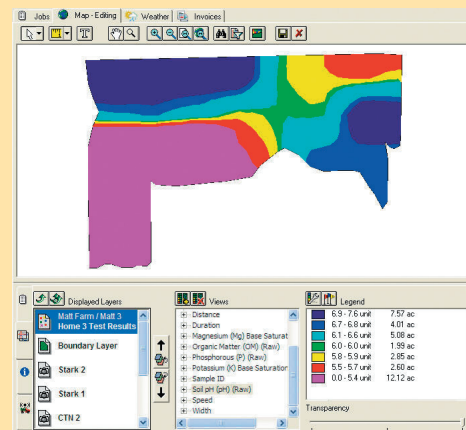 Jobs Map - Editing Weather Invoices
T
Displayed Layers
Matt Farm / Matt 3
Home 3 Test Results
Boundary Layer
Stark 2
Stark 1
CTN 2
Views
Distance
Duration
Magnesium (Mg) Base Saturat
Organic Matter (OM) (Raw)
Phosphorous (P) (Raw)
Potassium (K) Base Saturation
Sample ID
Soil pH (pH) (Raw)
Speed
Width
Legend
6.9 - 7.6 unit 7.57 ac
6.7 - 6.8 unit 4.01 ac
6.1 - 6.6 unit 5.08 ac
6.0 - 6.0 unit 1.99 ac
5.8 - 5.9 unit 2.85 ac
5.5 - 5.7 unit 2.60 ac
0.0 - 5.4 unit 12.12 ac
Transparency